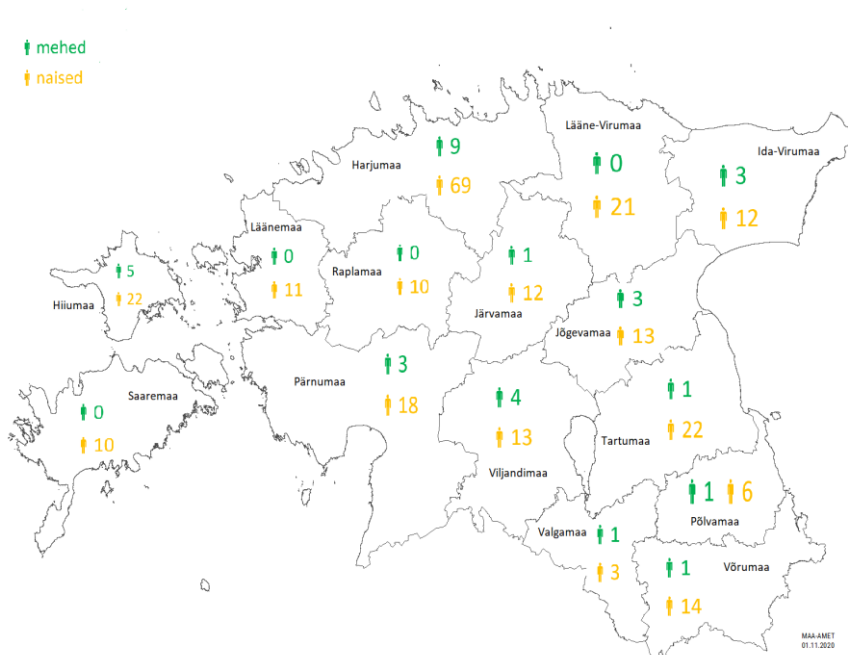 mehed
naised
Lääne-Virumaa
0
21
Ida-Virumaa
3
12
Harjumaa
9
69
Läänemaa
0
11
Raplamaa
0
10
Järvamaa
1
12
Hiiumaa
5
22
Jõgevamaa
3
13
Saaremaa
0
10
Pärnumaa
3
18
Viljandimaa
4
13
Tartumaa
1
22
1 6
Põlvamaa
Valgamaa
1
3
Võrumaa
1
14
MAA-AMET
01.11.2020